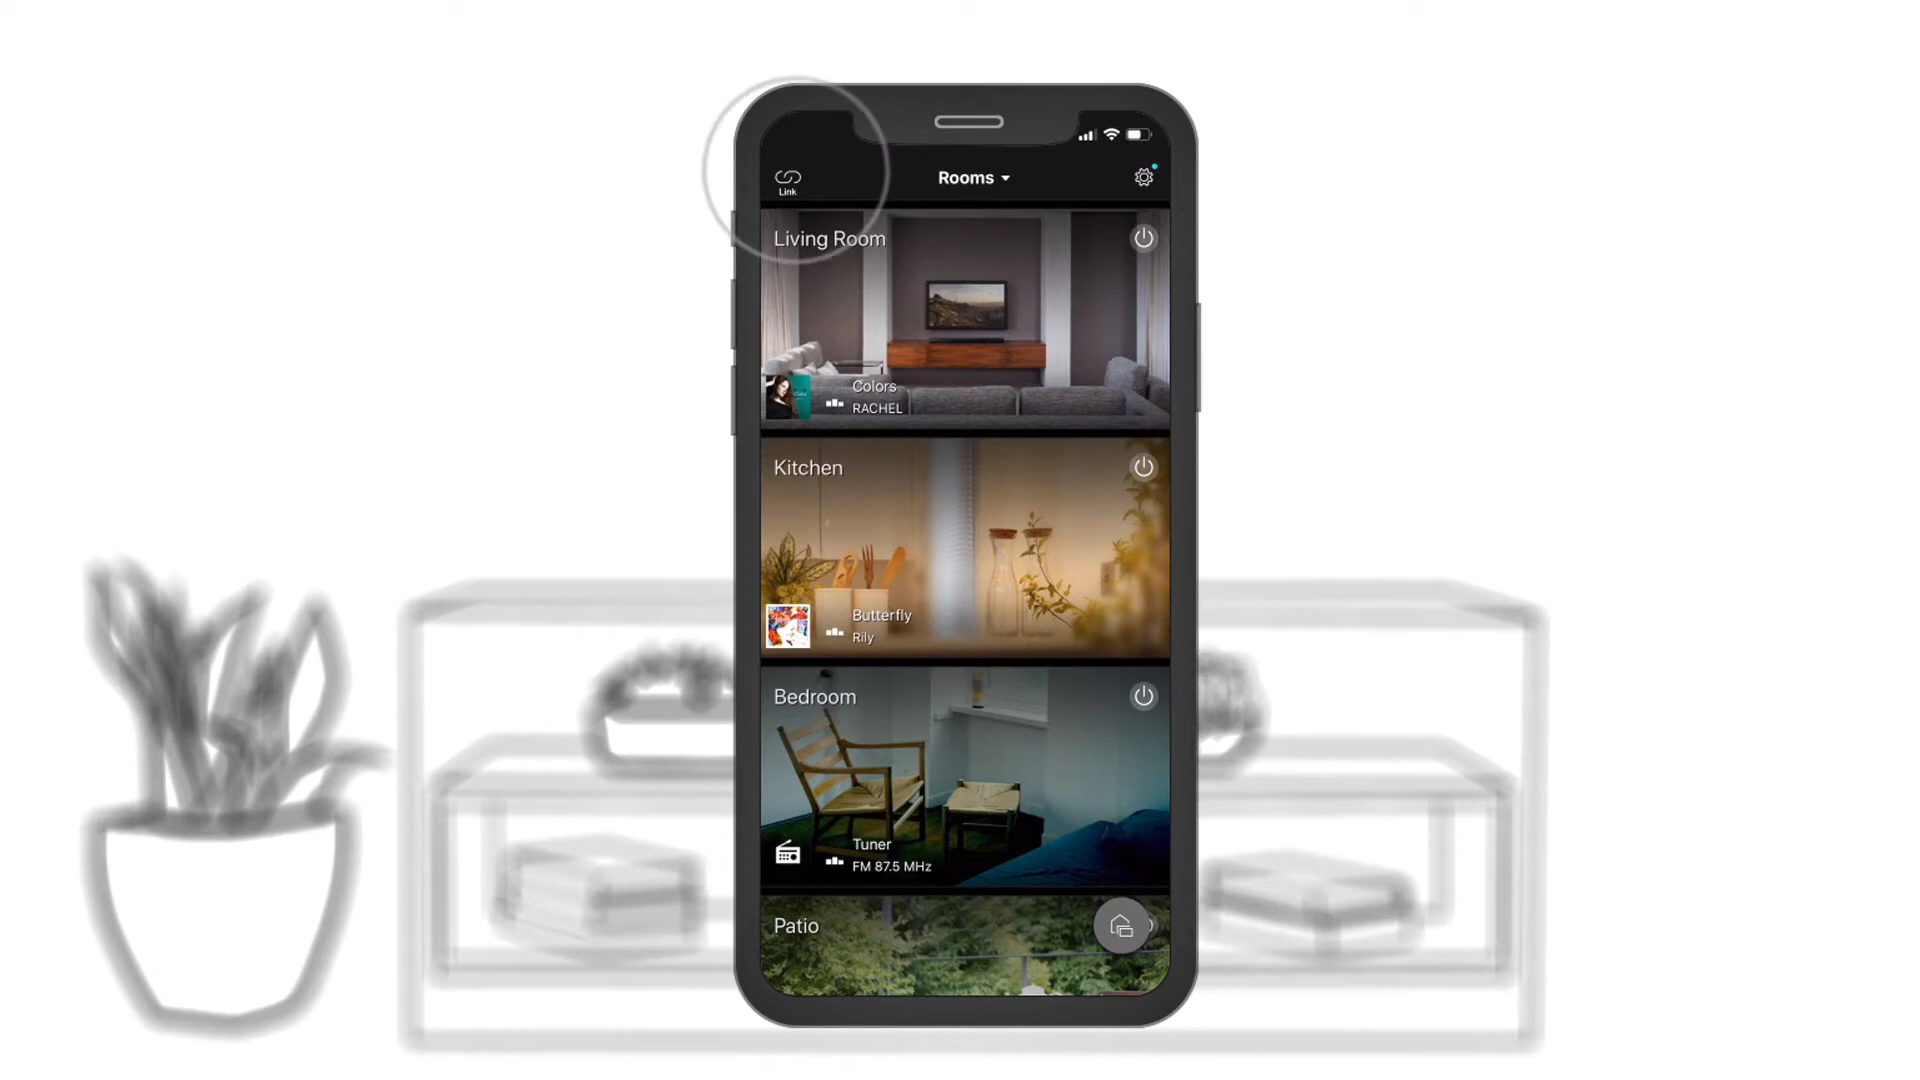 Link
Rooms
Living Room
Colors
RACHEL
Kitchen
Butterfly
Rily
Bedroom
Tuner
FM 87.5 MHz
Patio